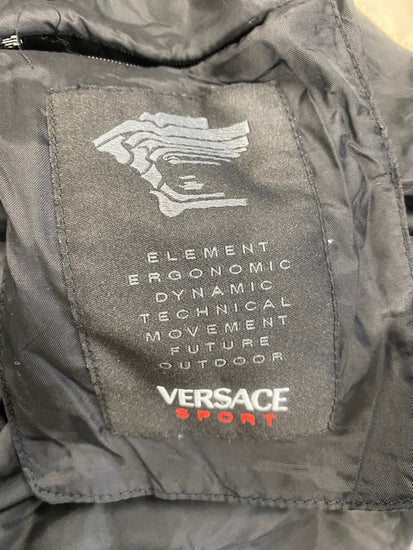 ELEMENT
ERGONOMIC
DYNAMIC
TECHNICAL
MOVEMENT
FUTURE
OUTDOOR
VERSACE
SPORT